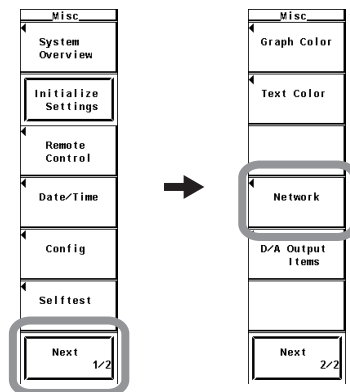 Misc
System
Overview
Initialize
Settings
Remote
Control
Date/Time
Config
Selftest
Next
1/2
Misc
Graph Color
Text Color
Network
D/A Output
Items
Next
2/2